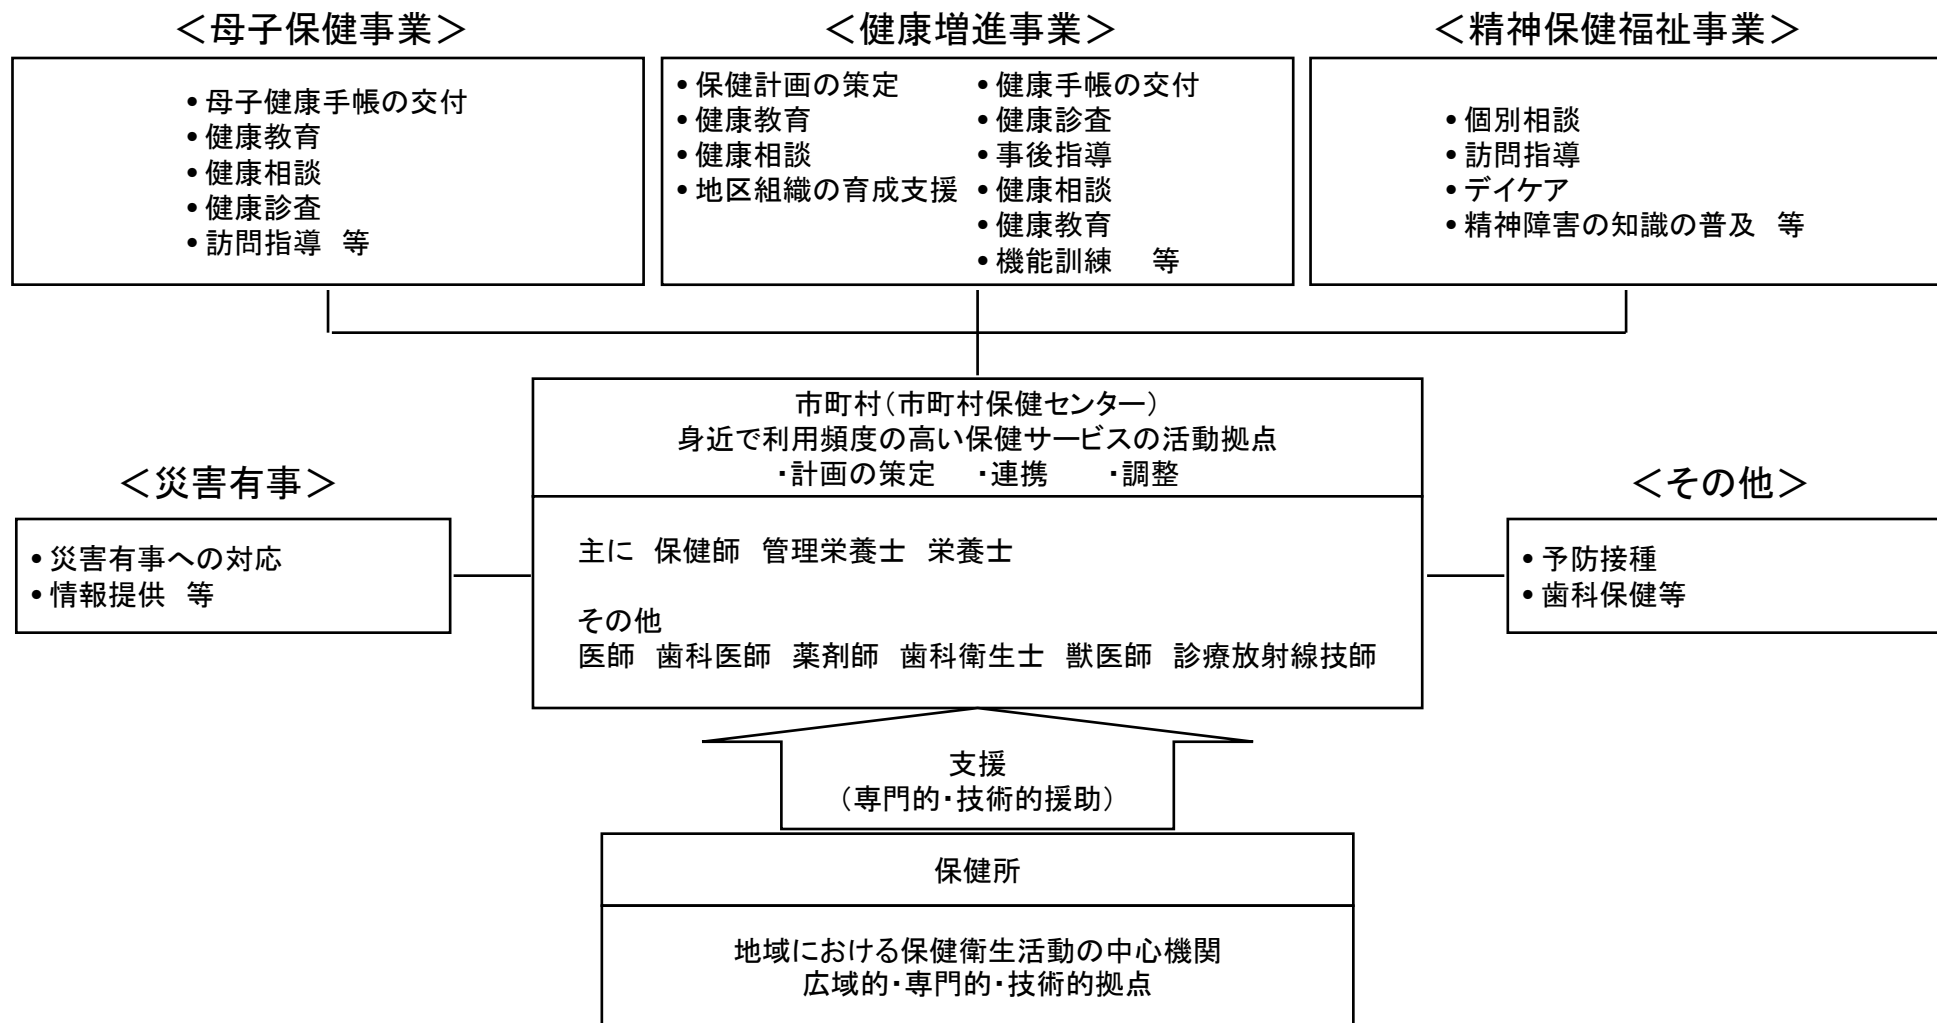 ＜母子保健事業＞
• 母子健康手帳の交付
• 健康教育
• 健康相談
• 健康診査
• 訪問指導　等
＜健康増進事業＞
• 保健計画の策定
• 健康教育
• 健康相談
• 地区組織の育成支援
• 健康手帳の交付
• 健康診査
• 事後指導
• 健康相談
• 健康教育
• 機能訓練　等
＜精神保健福祉事業＞
• 個別相談
• 訪問指導
• デイケア
• 精神障害の知識の普及　等
市町村（市町村保健センター）
身近で利用頻度の高い保健サービスの活動拠点
・計画の策定　・連携　　・調整
主に　保健師　管理栄養士　栄養士
その他
医師　歯科医師　薬剤師　歯科衛生士　獣医師　診療放射線技師
＜災害有事＞
• 災害有事への対応
• 情報提供　等
＜その他＞
• 予防接種
• 歯科保健等
支援
（専門的・技術的援助）
保健所
地域における保健衛生活動の中心機関
広域的・専門的・技術的拠点